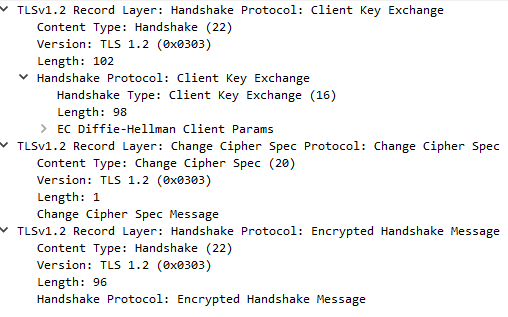 TLSv1.2 Record Layer: Handshake Protocol: Client Key Exchange
Content Type: Handshake (22)
Version: TLS 1.2 (0x0303)
Length: 102
Handshake Protocol: Client Key Exchange
Handshake Type: Client Key Exchange (16)
Length: 98
EC Diffie-Hellman Client Params
TLSv1.2 Record Layer: Change Cipher Spec Protocol: Change Cipher Spec
Content Type: Change Cipher Spec (20)
Version: TLS 1.2 (0x0303)
Length: 1
Change Cipher Spec Message
TLSv1.2 Record Layer: Handshake Protocol: Encrypted Handshake Message
Content Type: Handshake (22)
Version: TLS 1.2 (0x0303)
Length: 96
Handshake Protocol: Encrypted Handshake Message